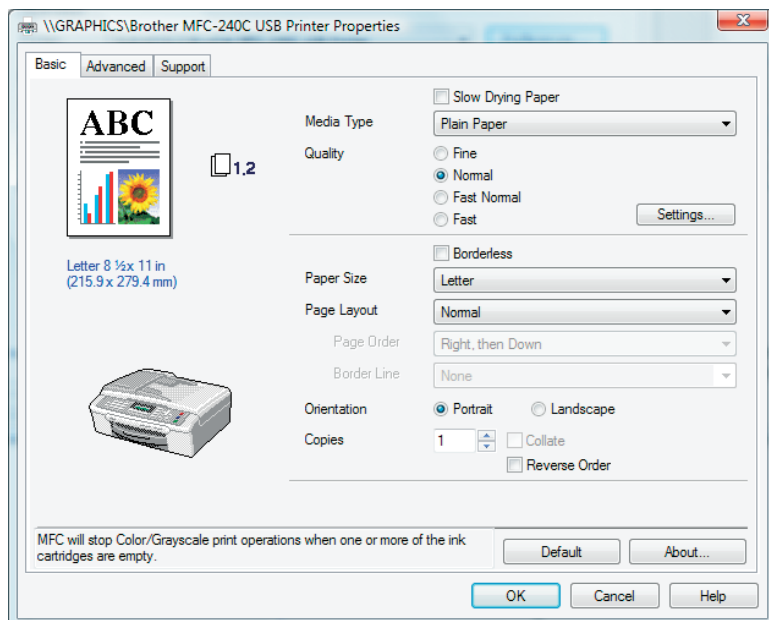 \\GRAPHICS\Brother MFC-240C USB Printer Properties
Basic
Advanced
Support
ABC
1.2
Letter 8 ½x 11 in
(215.9 x 279.4 mm)
Slow Drying Paper
Media Type
Plain Paper
Quality
Fine
Normal
Fast Normal
Fast
Settings...
Borderless
Paper Size
Letter
Page Layout
Normal
Page Order
Right, then Down
Border Line
None
Orientation
Portrait
Landscape
Copies
1
Collate
Reverse Order
MFC will stop Color/Grayscale print operations when one or more of the ink
cartridges are empty.
Default
About...
OK
Cancel
Help